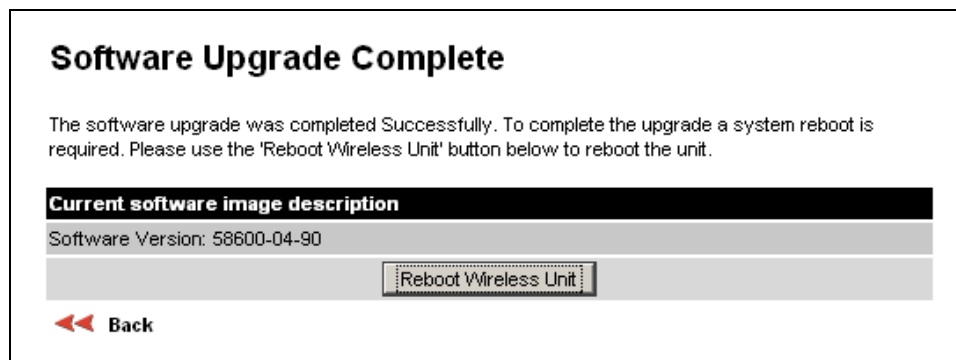 Software Upgrade Complete
The software upgrade was completed Successfully. To complete the upgrade a system reboot is
required. Please use the 'Reboot Wireless Unit' button below to reboot the unit.
Current software image description
Software Version: 58600-04-90
Reboot Wireless Unit
Back